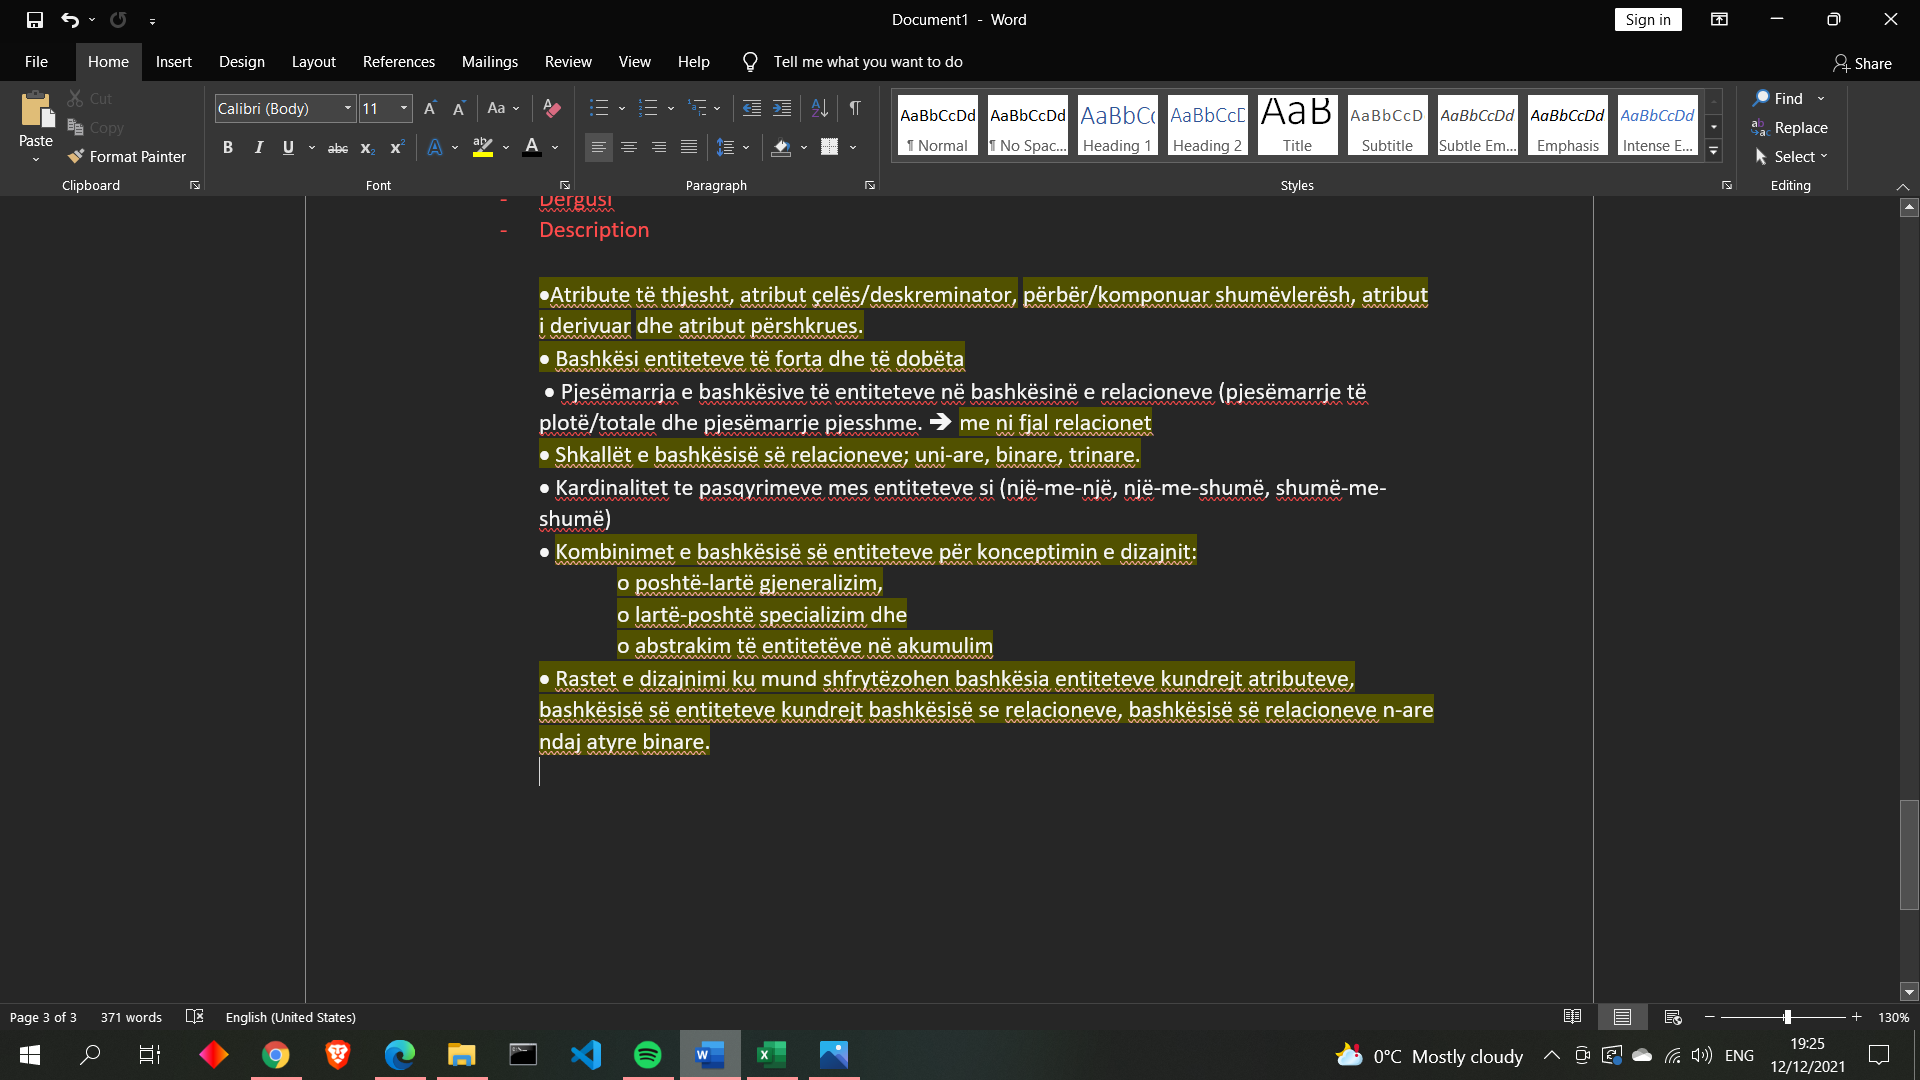 Document1 - Word
Sign in
File Home Insert Design Layout References Mailings Review View Help Tell me what you want to do Share
Paste
Cut
Copy
Format Painter
Clipboard
Calibri (Body) 11
Font
Paragraph
AaBbCcDd AaBbCcDd AaBbCc AaBbCcD AaB AaBbCcD AaBbCcDd AaBbCcDd AaBbCcDd
¶ Normal ¶ No Spac... Heading 1 Heading 2 Title Subtitle Subtle Em... Emphasis Intense E...
Styles
Find
Replace
Select
Editing
- Dërgusi
- Description
●Atribute të thjesht, atribut çelës/deskreminator, përbër/komponuar shumëvlerësh, atribut
i derivuar dhe atribut përshkrues.
● Bashkësi entiteteve të forta dhe të dobëta
● Pjesëmarrja e bashkësive të entiteteve në bashkësinë e relacioneve (pjesëmarrje të
plotë/totale dhe pjesëmarrje pjesshme. ➔ me ni fjal relacionet
● Shkallët e bashkësisë së relacioneve; uni-are, binare, trinare.
● Kardinalitet te pasqyrimeve mes entiteteve si (një-me-një, një-me-shumë, shumë-me-
shumë)
● Kombinimet e bashkësisë së entiteteve për konceptimin e dizajnit:
o poshtë-lartë gjeneralizim,
o lartë-poshtë specializim dhe
o abstrakim të entitetëve në akumulim
● Rastet e dizajnimi ku mund shfrytëzohen bashkësia entiteteve kundrejt atributeve,
bashkësisë së entiteteve kundrejt bashkësisë se relacioneve, bashkësisë së relacioneve n-are
ndaj atyre binare.
Page 3 of 3 371 words English (United States) 130%
0°C Mostly cloudy ENG 19:25
12/12/2021